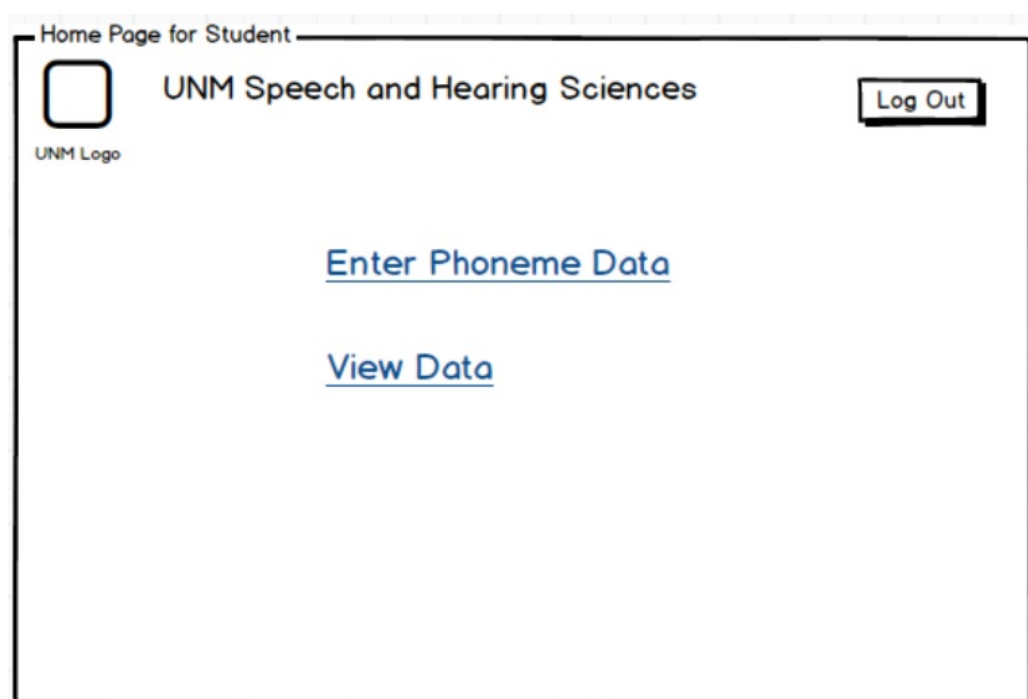 Home Page for Student
UNM Speech and Hearing Sciences
Log Out
UNM Logo
Enter Phoneme Data
View Data